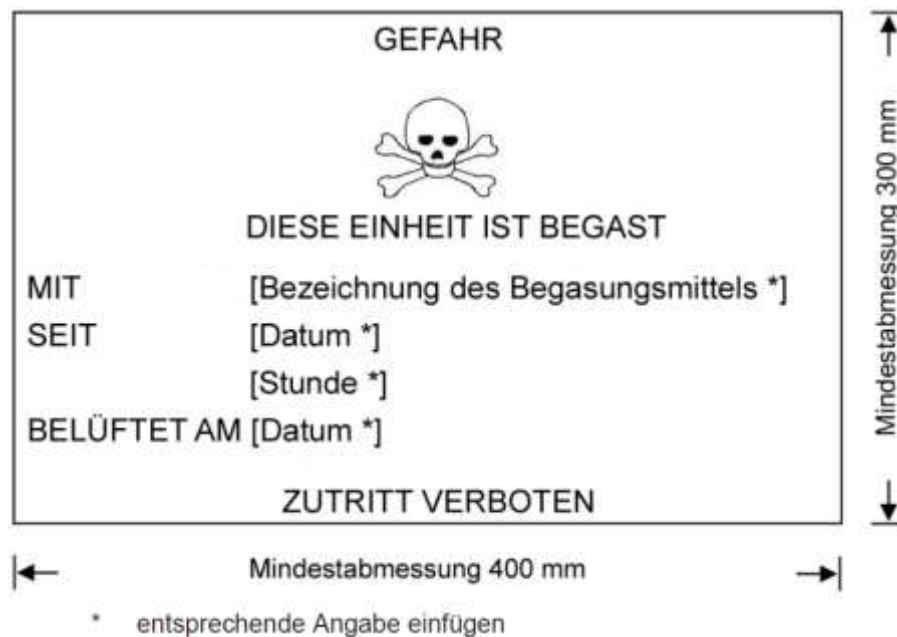 GEFAHR
DIESE EINHEIT IST BEGAST
MIT [Bezeichnung des Begasungsmittels *]
SEIT [Datum *]
[Stunde *]
BELÜFTET AM [Datum *]
ZUTRITT VERBOTEN
Mindestabmessung 300 mm
Mindestabmessung 400 mm
* entsprechende Angabe einfügen